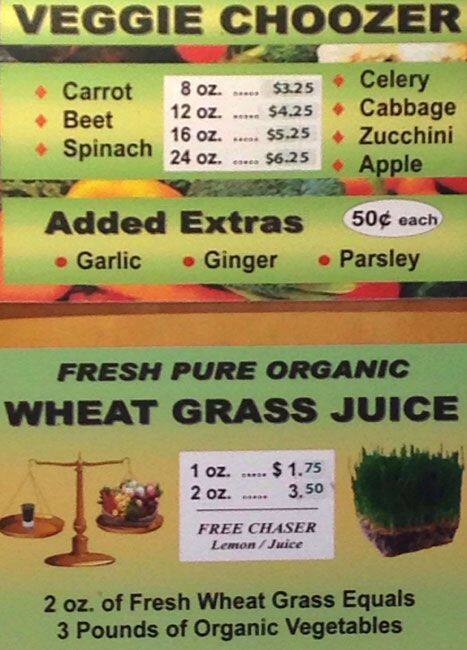 VEGGIE CHOOZER
Carrot
Beet
Spinach
8 oz. ..... $3.25
12 oz. ..... $4.25
16 oz. ..... $5.25
24 oz. ..... $6.25
Celery
Cabbage
Zucchini
Apple
Added Extras 50¢ each
Garlic Ginger Parsley
FRESH PURE ORGANIC
WHEAT GRASS JUICE
1 oz. ..... $ 1.75
2 oz. ..... 3.50
FREE CHASER
Lemon / Juice
2 oz. of Fresh Wheat Grass Equals
3 Pounds of Organic Vegetables